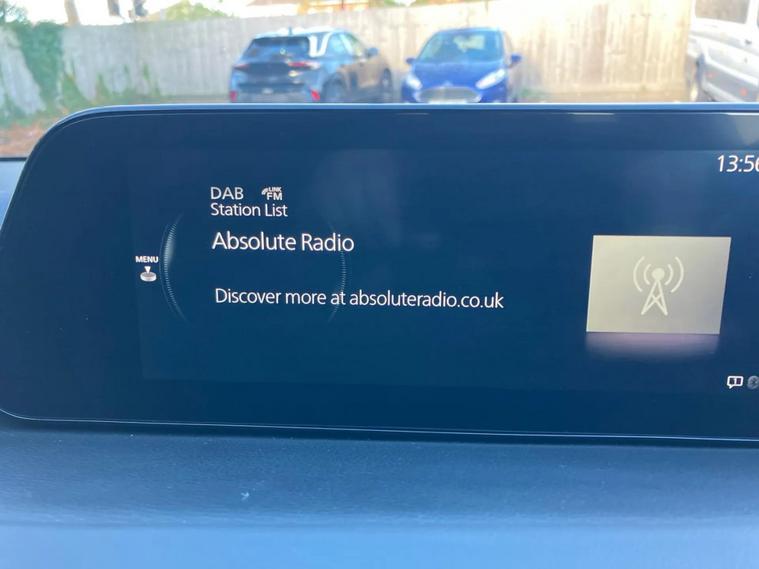 13:56
DAB LINK FM
Station List
Absolute Radio
MENU
Discover more at absoluteradio.co.uk